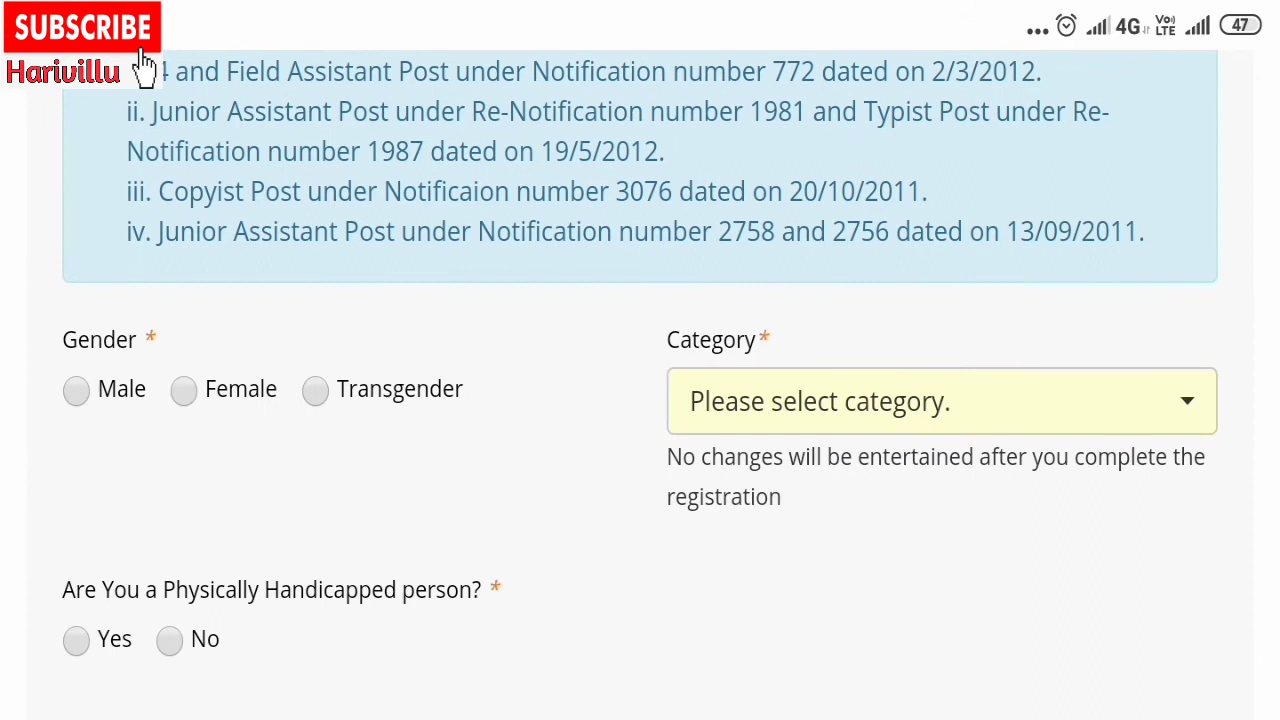 SUBSCRIBE
Harivillu
4G
Vo) LTE
47
4 and Field Assistant Post under Notification number 772 dated on 2/3/2012.
ii. Junior Assistant Post under Re-Notification number 1981 and Typist Post under Re-
Notification number 1987 dated on 19/5/2012.
iii. Copyist Post under Notificaion number 3076 dated on 20/10/2011.
iv. Junior Assistant Post under Notification number 2758 and 2756 dated on 13/09/2011.
Gender *
Male Female Transgender
Category*
Please select category.
No changes will be entertained after you complete the
registration
Are You a Physically Handicapped person? *
Yes No